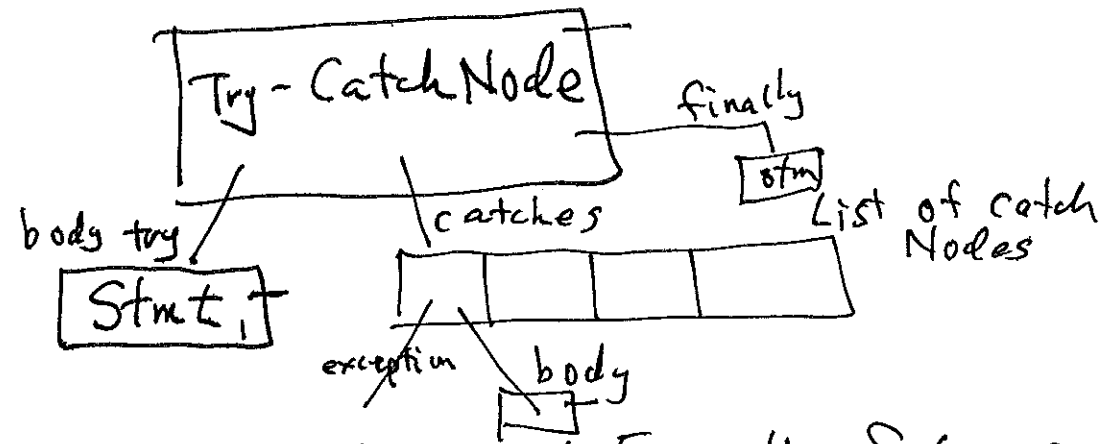 Try-CatchNode
finally
stm
List of catch
Nodes
catches
body try
Stmt
exception
body